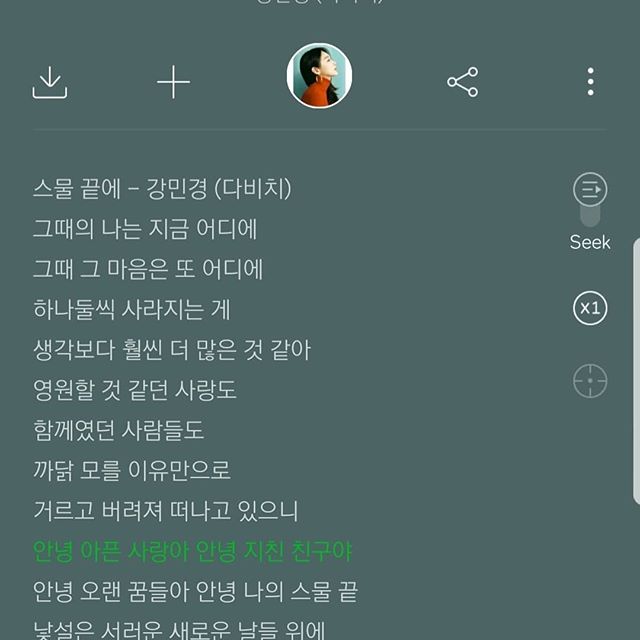 스물 끝에 – 강민경 (다비치)
그때의 나는 지금 어디에
Seek
그때 그 마음은 또 어디에
하나둘씩 사라지는 게
x1
생각보다 훨씬 더 많은 것 같아
영원할 것 같던 사랑도
함께였던 사람들도
까닭 모를 이유만으로
거르고 버려져 떠나고 있으니
안녕 아픈 사랑아 안녕 지친 친구야
안녕 오랜 꿈들아 안녕 나의 스물 끝
낯설은 서러운 새로운 날들 위에